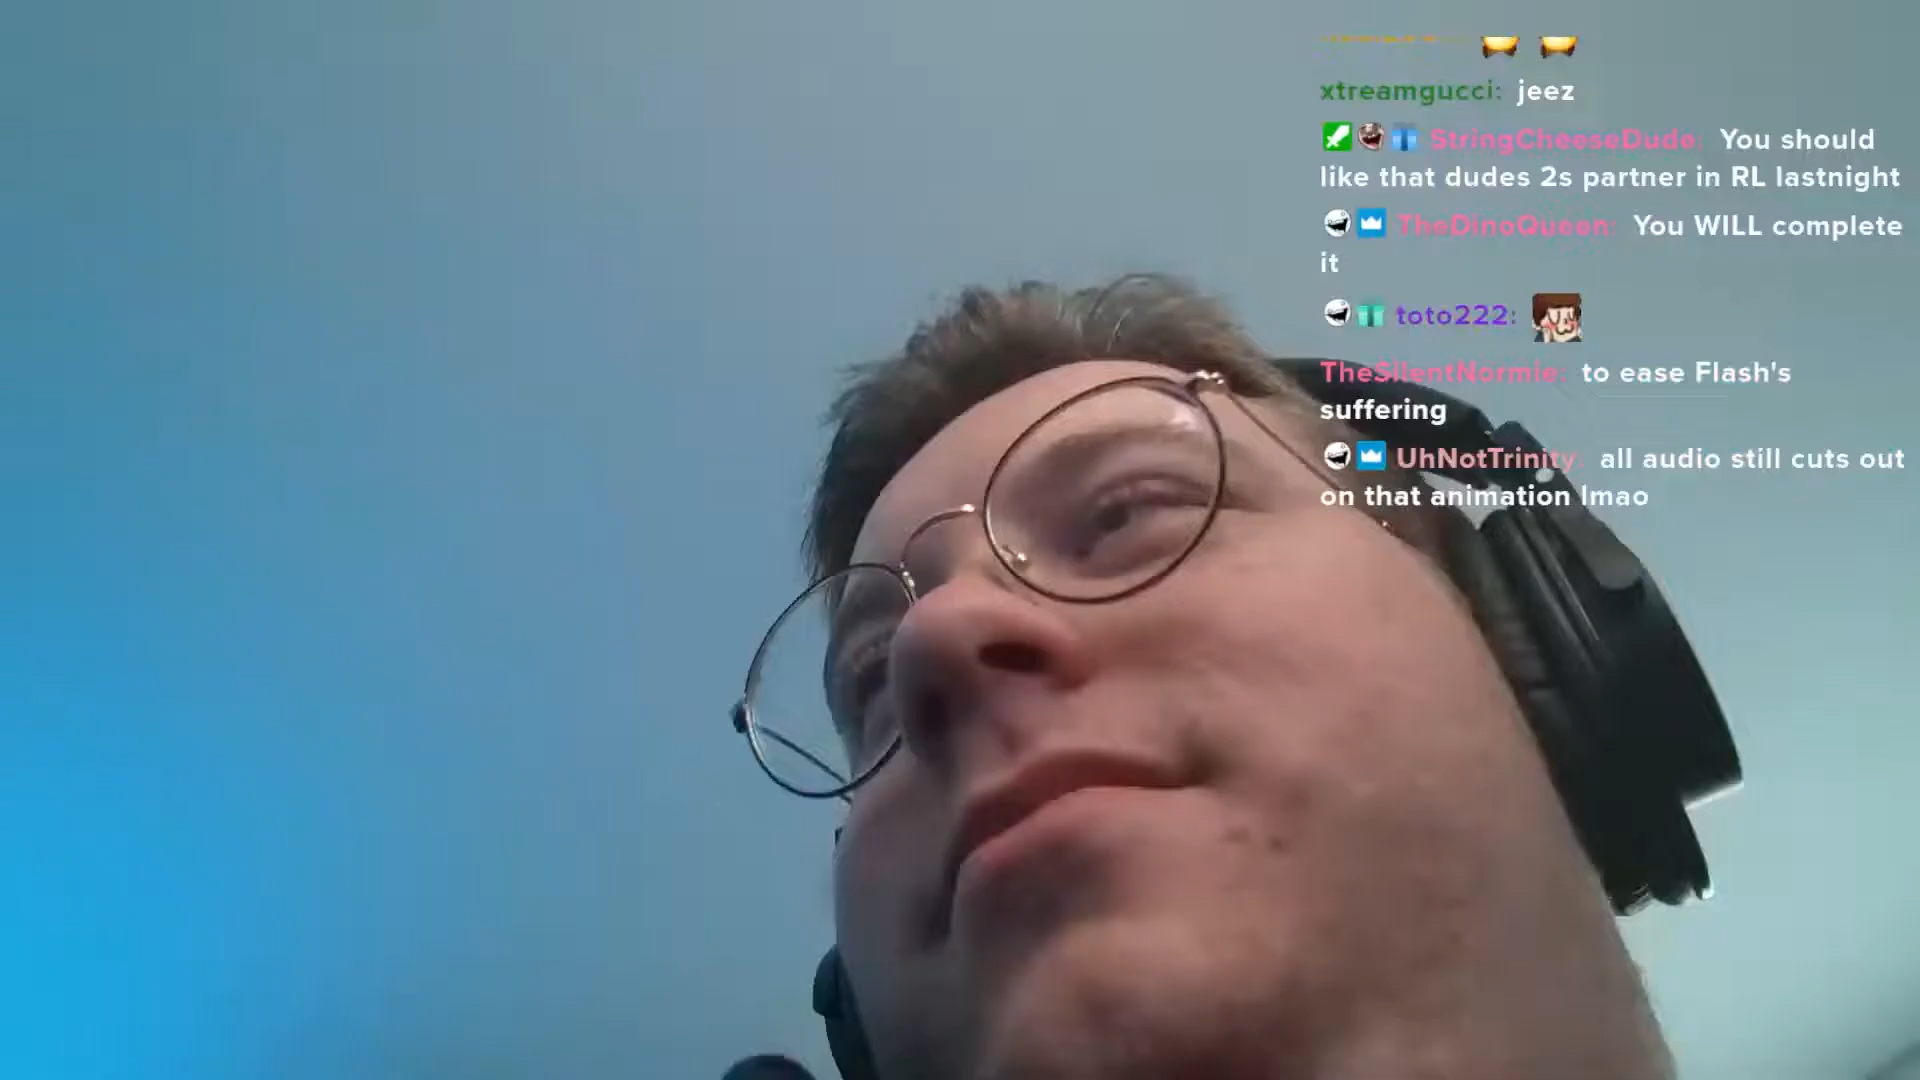 xtreamgucci: jeez
StringCheeseDude: You should
like that dudes 2s partner in RL lastnight
TheDinoQueen: You WILL complete
it
toto222:
TheSilentNormie: to ease Flash's
suffering
UhNotTrinity: all audio still cuts out
on that animation lmao